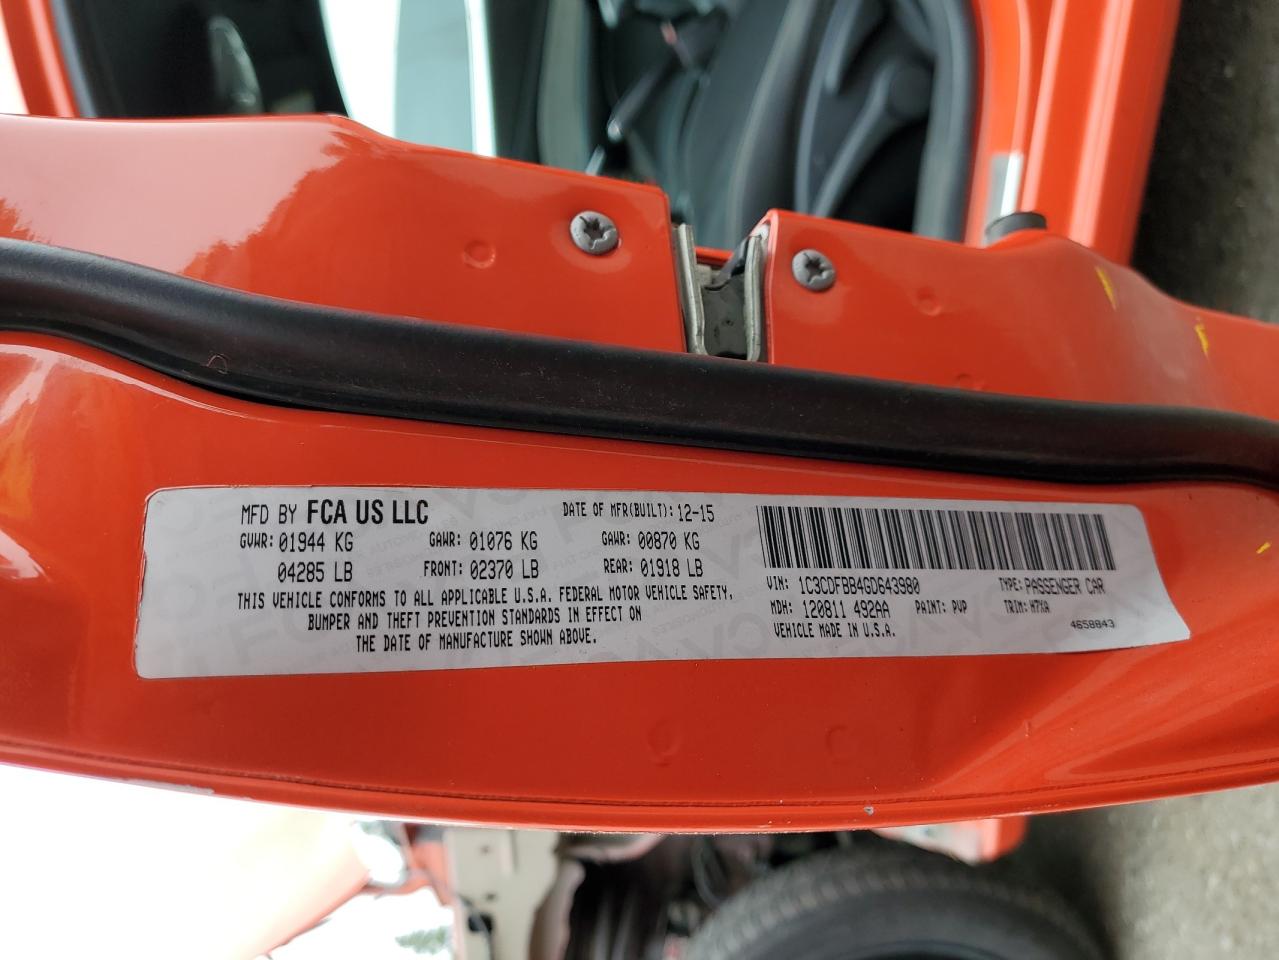 MFD BY FCA US LLC DATE OF MFR(BUILT): 12-15
GVWR: 01944 KG GAWR: 01076 KG GAWR: 00870 KG
04285 LB FRONT: 02370 LB REAR: 01918 LB
THIS VEHICLE CONFORMS TO ALL APPLICABLE U.S.A. FEDERAL MOTOR VEHICLE SAFETY,
BUMPER AND THEFT PREVENTION STANDARDS IN EFFECT ON
THE DATE OF MANUFACTURE SHOWN ABOVE.
VIN: 1C3CDFBB4GD643980 TYPE: PASSENGER CAR
MDH: 120811 492AA PAINT: PVP TRIM: H7XA
VEHICLE MADE IN U.S.A. 4658843